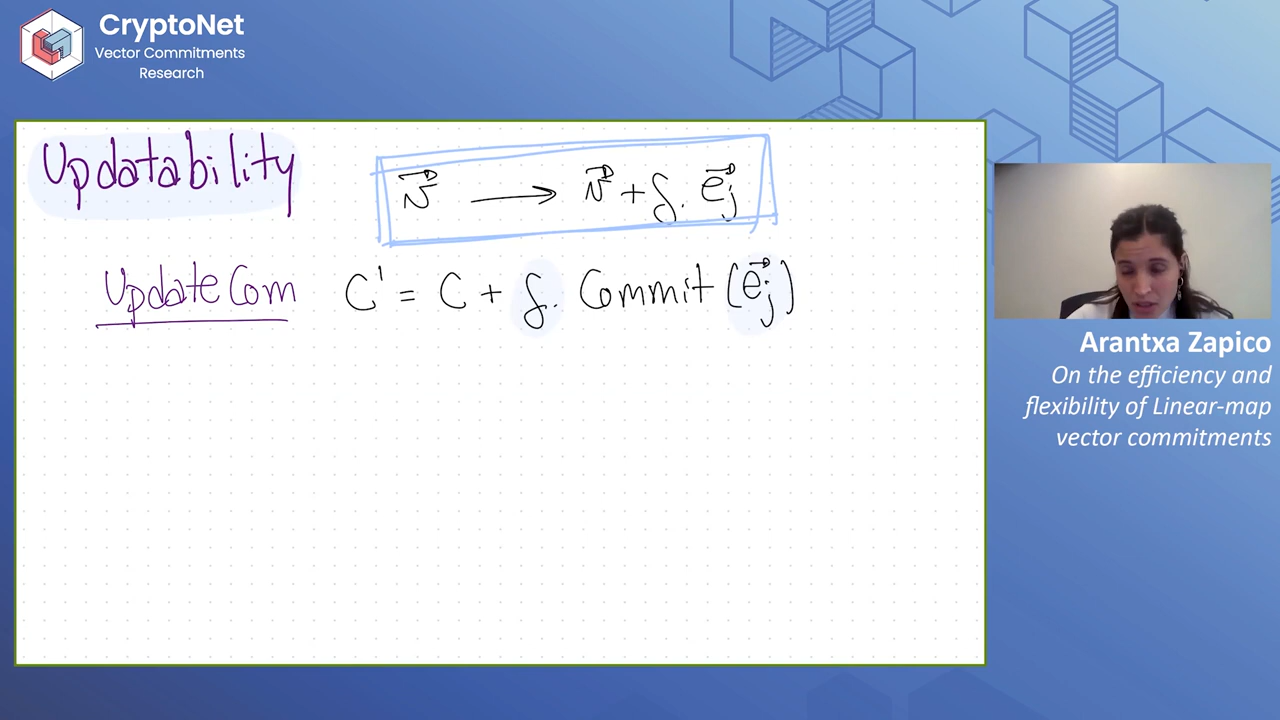 CryptoNet
Vector Commitments
Research
Updatability
v⃗ → v⃗ + δ. e⃗j
UpdateCom C' = C + δ. Commit (e⃗j)
Arantxa Zapico
On the efficiency and
flexibility of Linear-map
vector commitments